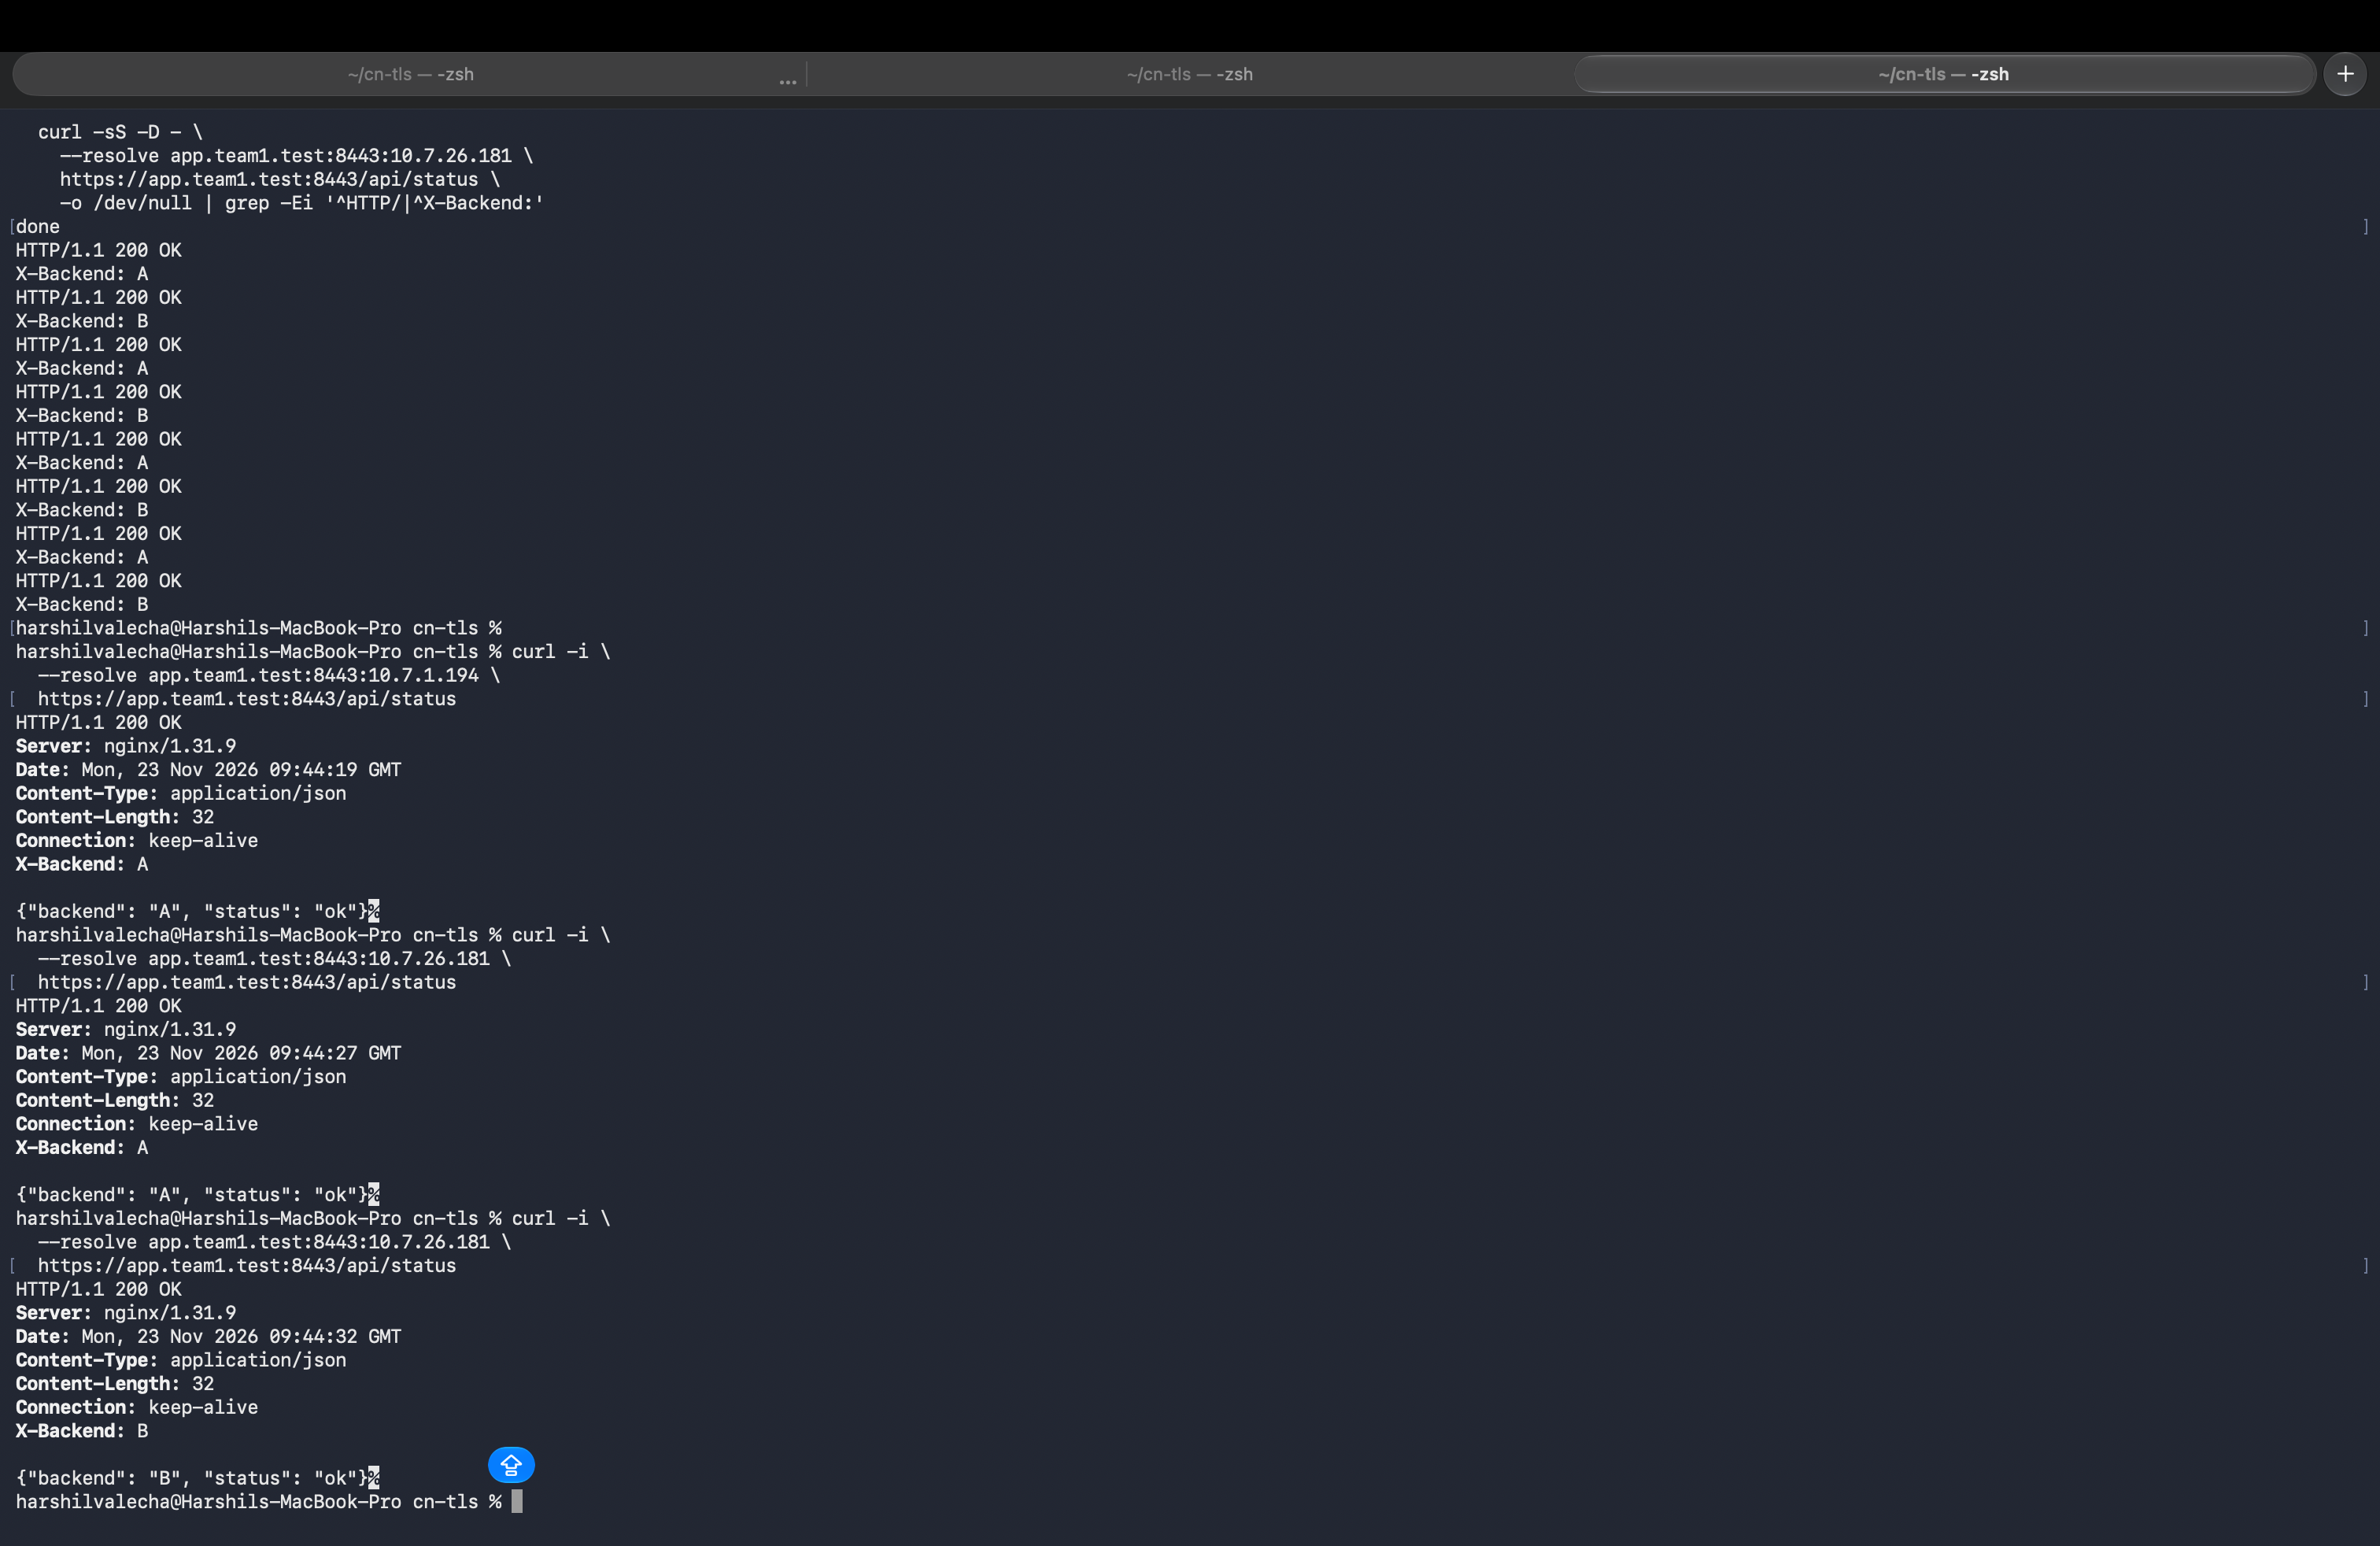 ~/cn-tls — -zsh ... ~/cn-tls — -zsh ~/cn-tls — -zsh +
  curl -sS -D - \
    --resolve app.team1.test:8443:10.7.26.181 \
    https://app.team1.test:8443/api/status \
    -o /dev/null | grep -Ei '^HTTP/|^X-Backend:'
[done ]
HTTP/1.1 200 OK
X-Backend: A
HTTP/1.1 200 OK
X-Backend: B
HTTP/1.1 200 OK
X-Backend: A
HTTP/1.1 200 OK
X-Backend: B
HTTP/1.1 200 OK
X-Backend: A
HTTP/1.1 200 OK
X-Backend: B
HTTP/1.1 200 OK
X-Backend: A
HTTP/1.1 200 OK
X-Backend: B
[harshilvalecha@Harshils-MacBook-Pro cn-tls % ]
harshilvalecha@Harshils-MacBook-Pro cn-tls % curl -i \
  --resolve app.team1.test:8443:10.7.1.194 \
[  https://app.team1.test:8443/api/status ]
HTTP/1.1 200 OK
Server: nginx/1.31.9
Date: Mon, 23 Nov 2026 09:44:19 GMT
Content-Type: application/json
Content-Length: 32
Connection: keep-alive
X-Backend: A

{"backend": "A", "status": "ok"}%
harshilvalecha@Harshils-MacBook-Pro cn-tls % curl -i \
  --resolve app.team1.test:8443:10.7.26.181 \
[  https://app.team1.test:8443/api/status ]
HTTP/1.1 200 OK
Server: nginx/1.31.9
Date: Mon, 23 Nov 2026 09:44:27 GMT
Content-Type: application/json
Content-Length: 32
Connection: keep-alive
X-Backend: A

{"backend": "A", "status": "ok"}%
harshilvalecha@Harshils-MacBook-Pro cn-tls % curl -i \
  --resolve app.team1.test:8443:10.7.26.181 \
[  https://app.team1.test:8443/api/status ]
HTTP/1.1 200 OK
Server: nginx/1.31.9
Date: Mon, 23 Nov 2026 09:44:32 GMT
Content-Type: application/json
Content-Length: 32
Connection: keep-alive
X-Backend: B

{"backend": "B", "status": "ok"}%
harshilvalecha@Harshils-MacBook-Pro cn-tls %